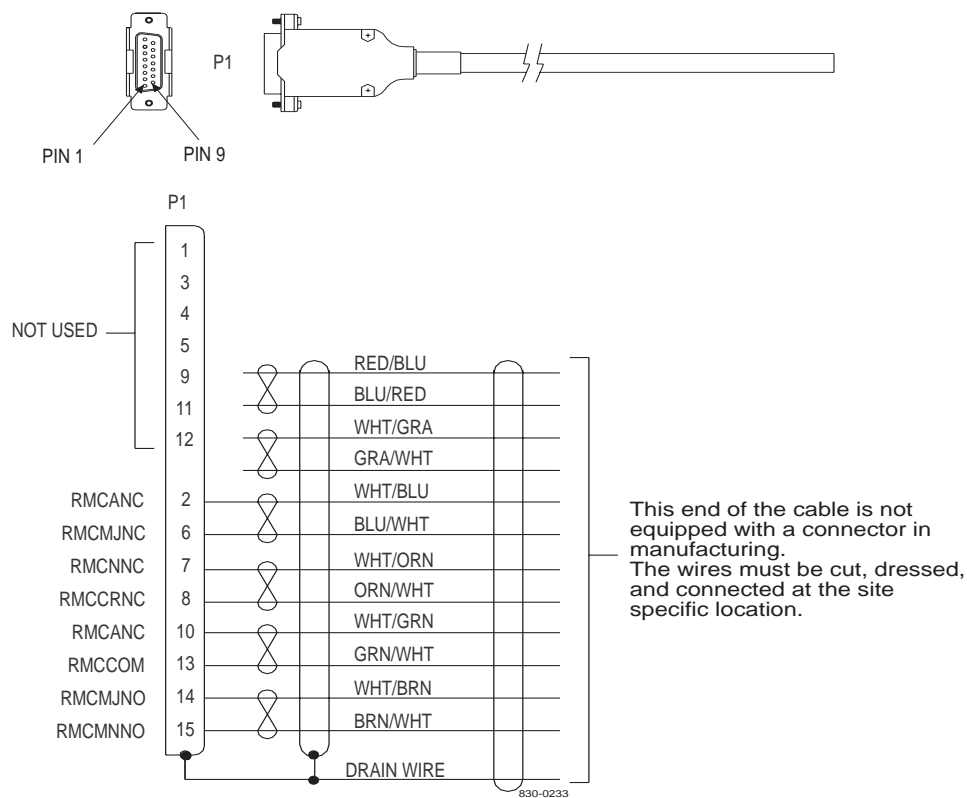 P1
PIN 1
PIN 9
P1
1
3
4
5
9
11
12
NOT USED
RED/BLU
BLU/RED
WHT/GRA
GRA/WHT
RMCANC 2 WHT/BLU
RMCMJNC 6 BLU/WHT
RMCNNC 7 WHT/ORN
RMCCRNC 8 ORN/WHT
RMCANC 10 WHT/GRN
RMCCOM 13 GRN/WHT
RMCMJNO 14 WHT/BRN
RMCMNNO 15 BRN/WHT
DRAIN WIRE
This end of the cable is not
equipped with a connector in
manufacturing.
The wires must be cut, dressed,
and connected at the site
specific location.
830-0233